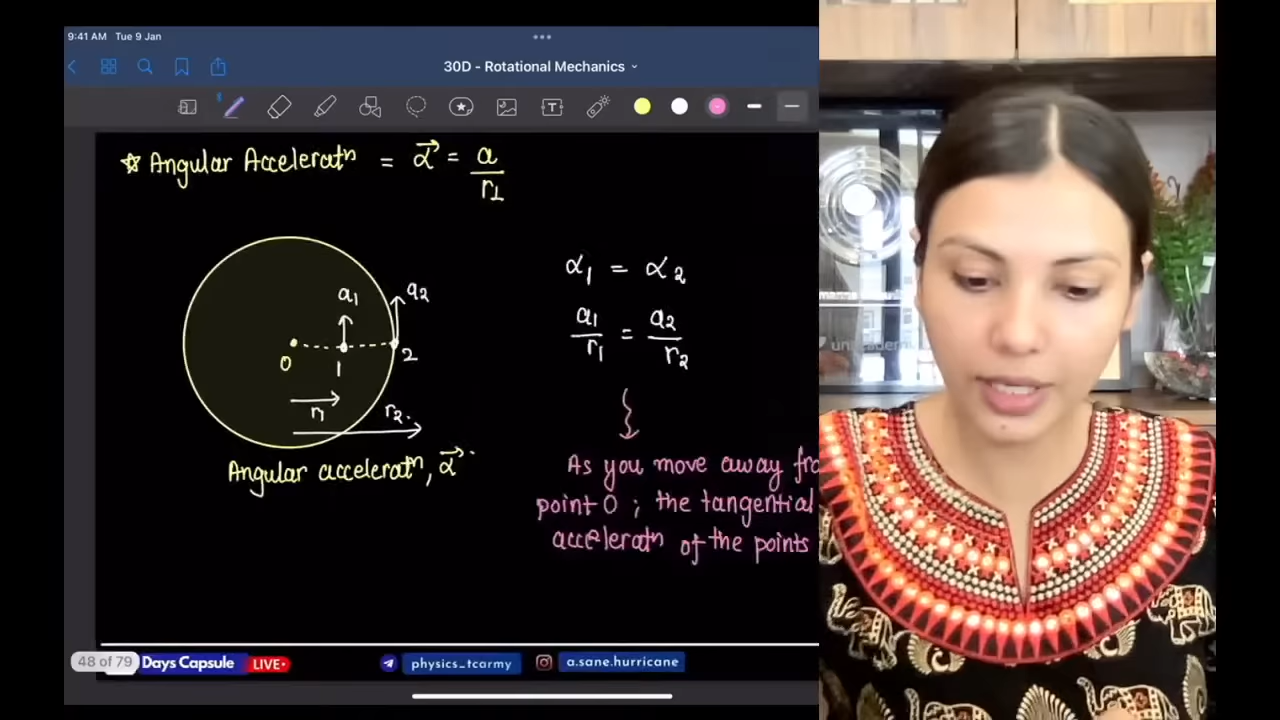 9:41 AM Tue 9 Jan
30D - Rotational Mechanics
☆ Angular Acceleratⁿ = α⃗ = a / r⊥
α₁ = α₂
a₁ / r₁ = a₂ / r₂
a₁ a₂
O 1 2
r₁ r₂
Angular acceleratⁿ, α⃗
As you move away fro
point O ; the tangential
acceleratⁿ of the points
48 of 79 Days Capsule LIVE physics_tcarmy a.sane.hurricane